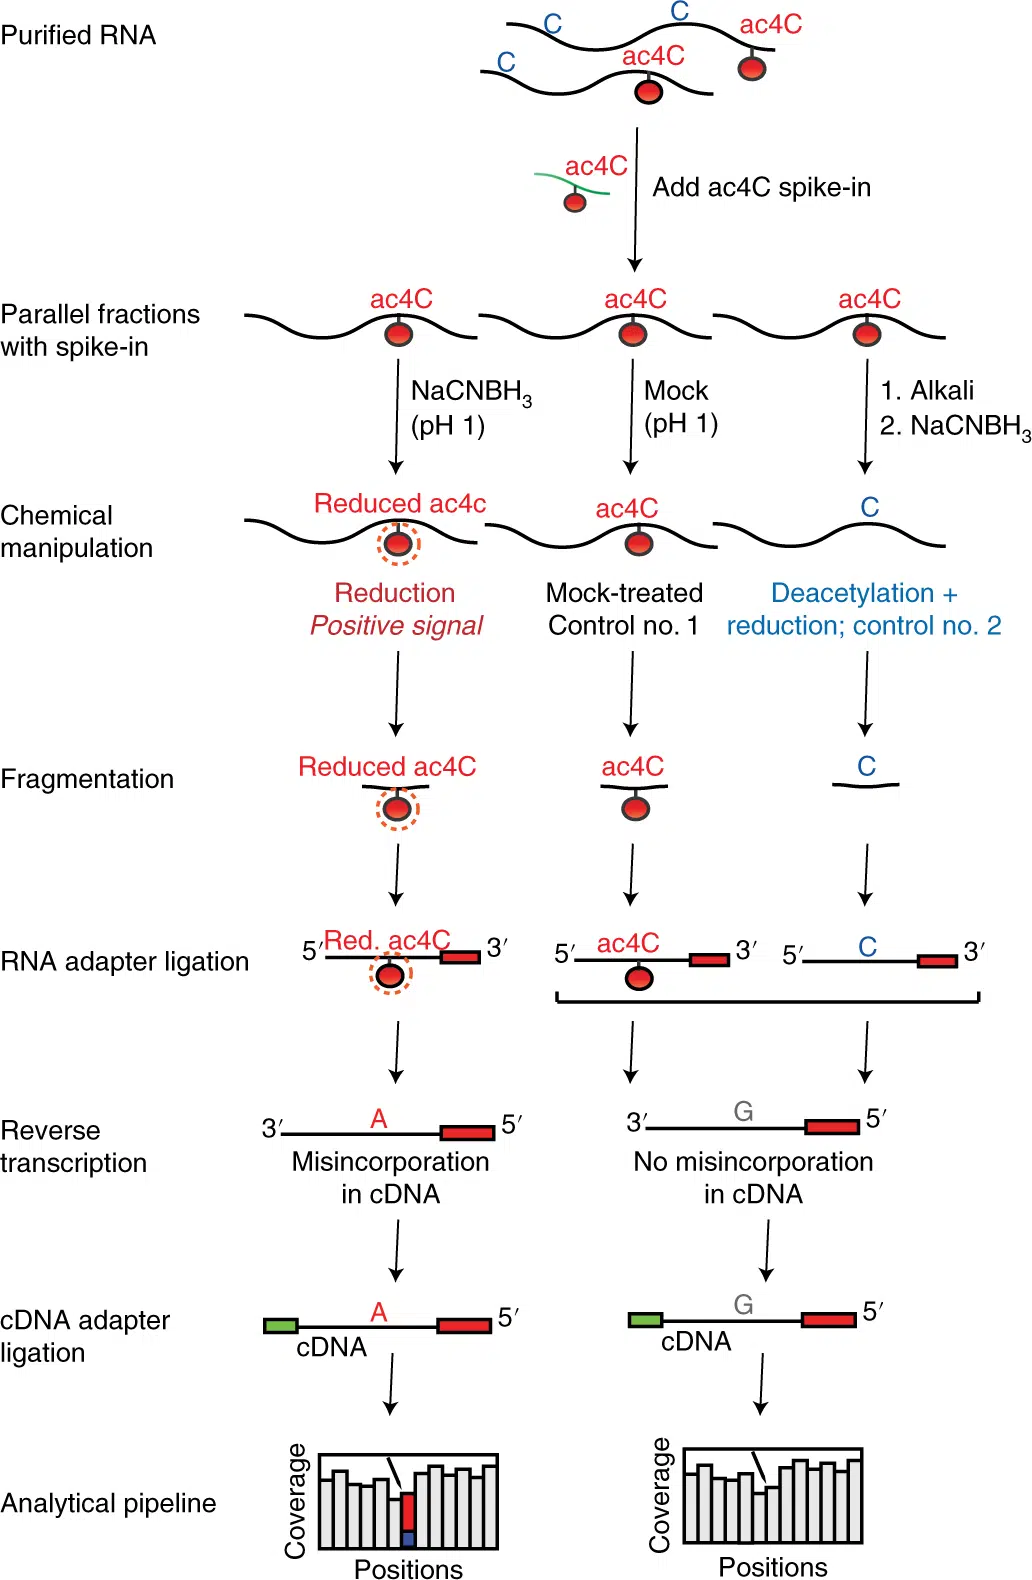 Purified RNA
C
C
ac4C
C
ac4C
ac4C
Add ac4C spike-in
Parallel fractions
with spike-in
ac4C
ac4C
ac4C
NaCNBH3
(pH 1)
Mock
(pH 1)
1. Alkali
2. NaCNBH3
Chemical
manipulation
Reduced ac4c
ac4C
C
Reduction
Positive signal
Mock-treated
Control no. 1
Deacetylation +
reduction; control no. 2
Fragmentation
Reduced ac4C
ac4C
C
RNA adapter ligation
5′ Red. ac4C 3′
5′ ac4C 3′
5′ C 3′
Reverse
transcription
3′ A 5′
Misincorporation
in cDNA
3′ G 5′
No misincorporation
in cDNA
cDNA adapter
ligation
A 5′
cDNA
G 5′
cDNA
Analytical pipeline
Coverage
Positions
Coverage
Positions